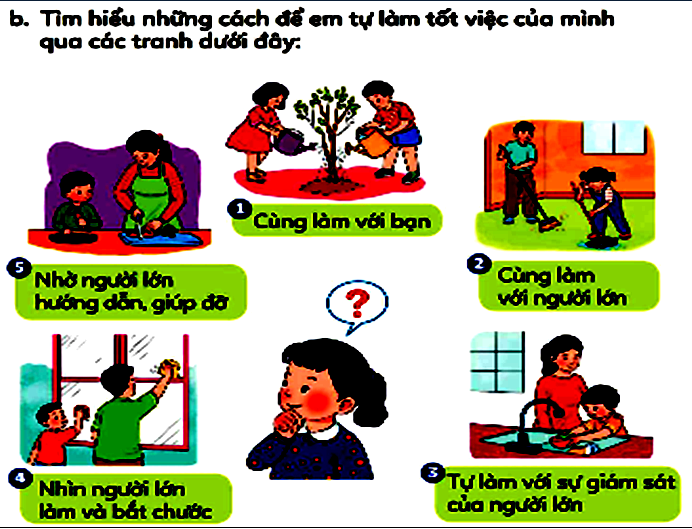 b. Tìm hiểu những cách để em tự làm tốt việc của mình
qua các tranh dưới đây:
1
Cùng làm với bạn
2
Cùng làm
với người lớn
3
Tự làm với sự giám sát
của người lớn
4
Nhìn người lớn
làm và bắt chước
5
Nhờ người lớn
hướng dẫn, giúp đỡ
?